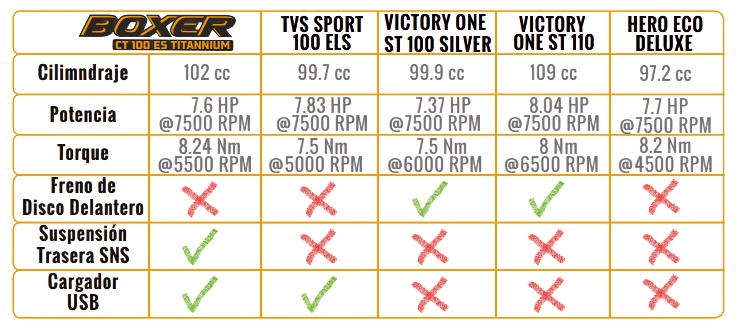 BOXER
CT 100 ES TITANNIUM
TVS SPORT
100 ELS
VICTORY ONE
ST 100 SILVER
VICTORY
ONE ST 110
HERO ECO
DELUXE
Cilimndraje
102 cc
99.7 cc
99.9 cc
109 cc
97.2 cc
Potencia
7.6 HP
@7500 RPM
7.83 HP
@7500 RPM
7.37 HP
@7500 RPM
8.04 HP
@7500 RPM
7.7 HP
@7500 RPM
Torque
8.24 Nm
@5500 RPM
7.5 Nm
@5000 RPM
7.5 Nm
@6000 RPM
8 Nm
@6500 RPM
8.2 Nm
@4500 RPM
Freno de
Disco Delantero
Suspensión
Trasera SNS
Cargador
USB